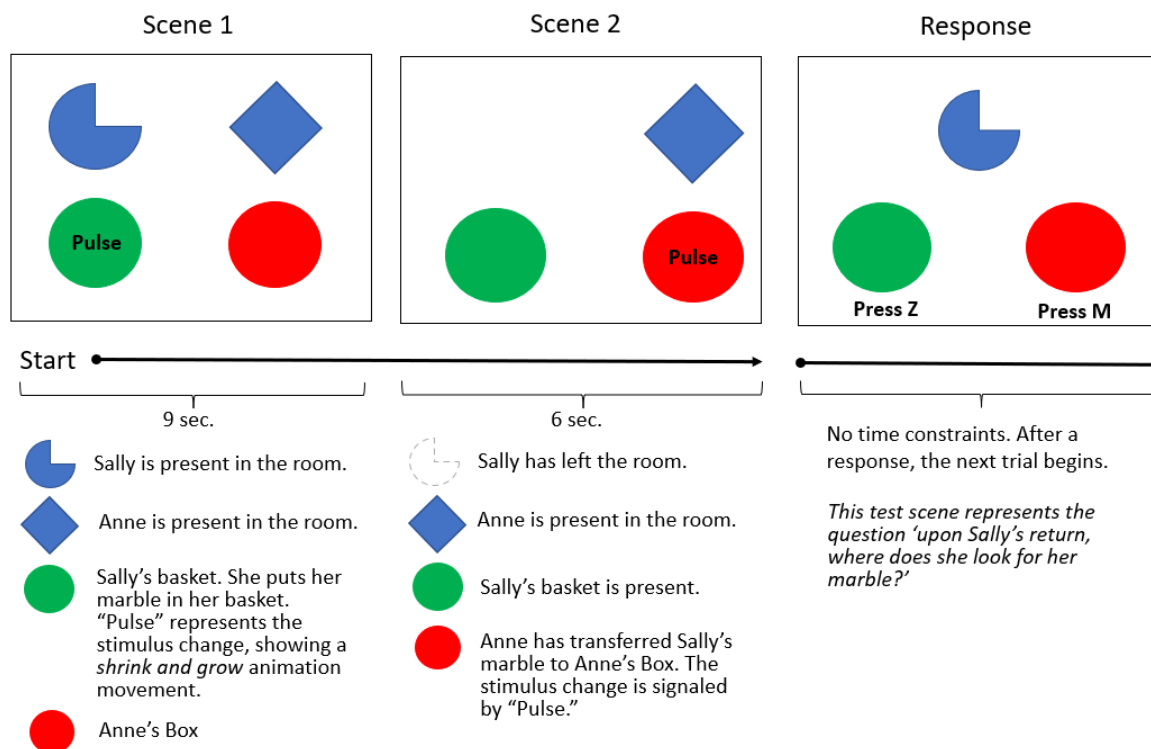 Scene 1
Scene 2
Response
Pulse
Pulse
Press Z
Press M
Start
9 sec.
Sally is present in the room.
Anne is present in the room.
Sally's basket. She puts her
marble in her basket.
“Pulse” represents the
stimulus change, showing a
shrink and grow animation
movement.
Anne's Box
6 sec.
Sally has left the room.
Anne is present in the room.
Sally's basket is present.
Anne has transferred Sally's
marble to Anne's Box. The
stimulus change is signaled
by “Pulse.”
No time constraints. After a
response, the next trial begins.
This test scene represents the
question ‘upon Sally's return,
where does she look for her
marble?’